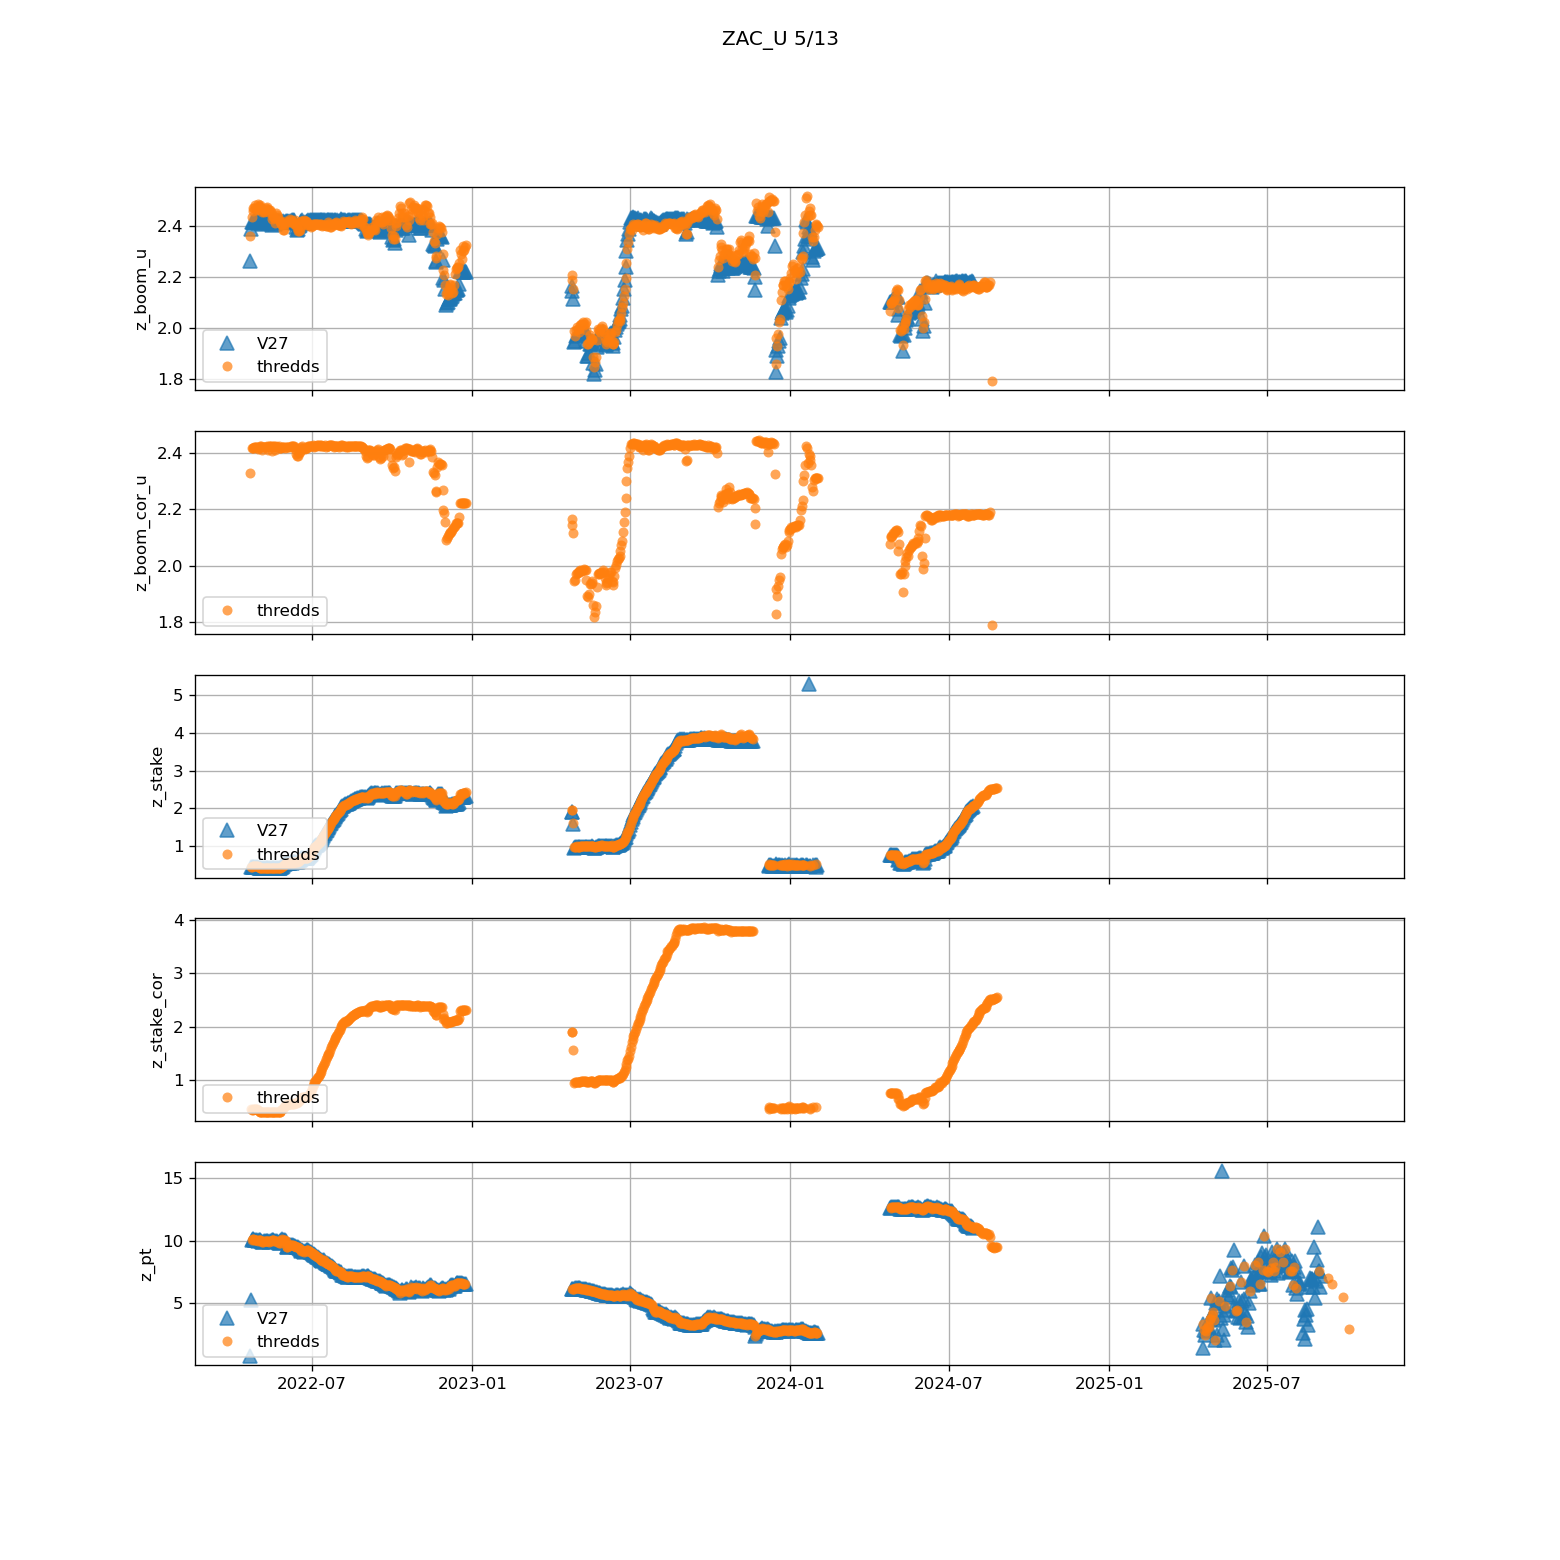 ZAC_U 5/13
z_boom_u
2.4
2.2
2.0
1.8
V27
thredds
z_boom_cor_u
2.4
2.2
2.0
1.8
thredds
z_stake
5
4
3
2
1
V27
thredds
z_stake_cor
4
3
2
1
thredds
z_pt
15
10
5
V27
thredds
2022-07 2023-01 2023-07 2024-01 2024-07 2025-01 2025-07